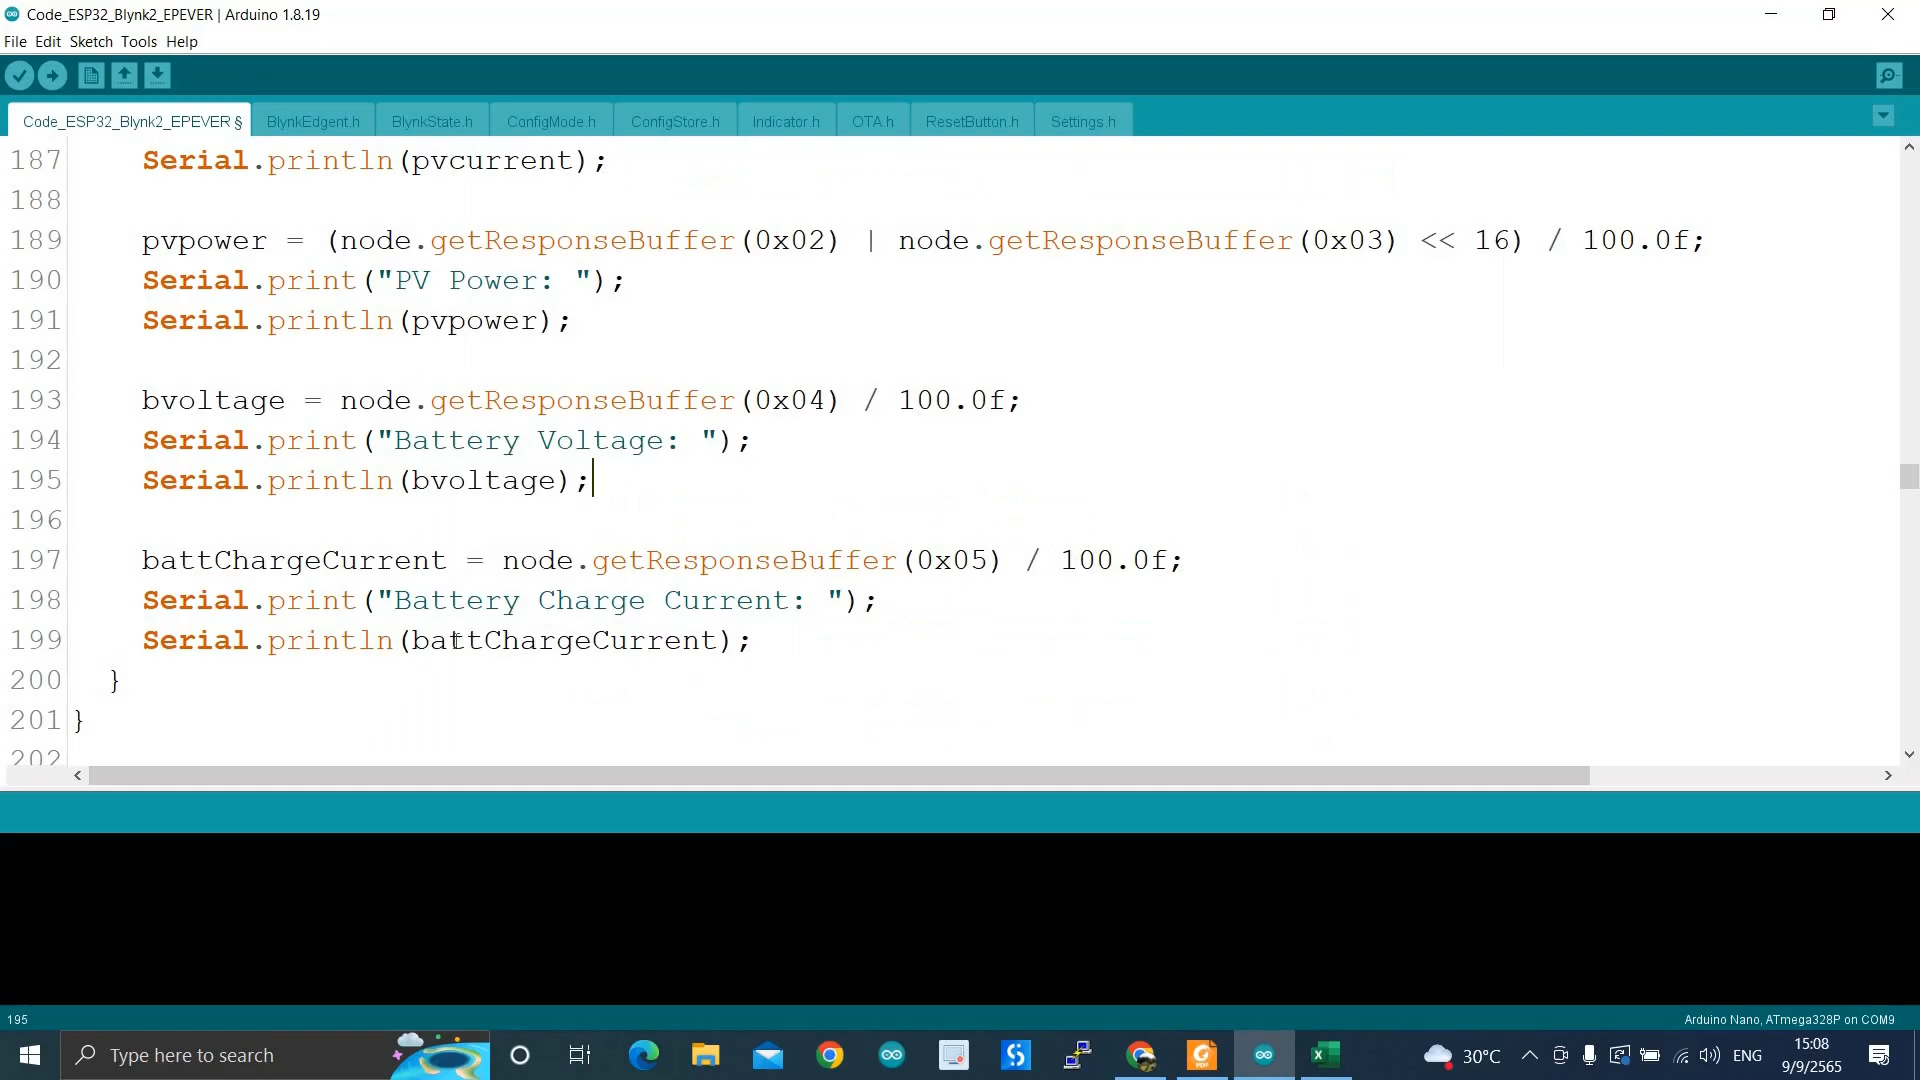 Code_ESP32_Blynk2_EPEVER | Arduino 1.8.19
File Edit Sketch Tools Help
Code_ESP32_Blynk2_EPEVER § BlynkEdgent.h BlynkState.h ConfigMode.h ConfigStore.h Indicator.h OTA.h ResetButton.h Settings.h
187 Serial.println(pvcurrent);
188
189 pvpower = (node.getResponseBuffer(0x02) | node.getResponseBuffer(0x03) << 16) / 100.0f;
190 Serial.print("PV Power: ");
191 Serial.println(pvpower);
192
193 bvoltage = node.getResponseBuffer(0x04) / 100.0f;
194 Serial.print("Battery Voltage: ");
195 Serial.println(bvoltage);
196
197 battChargeCurrent = node.getResponseBuffer(0x05) / 100.0f;
198 Serial.print("Battery Charge Current: ");
199 Serial.println(battChargeCurrent);
200 }
201 }
202
195 Arduino Nano, ATmega328P on COM9
Type here to search 30°C ENG 15:08
9/9/2565